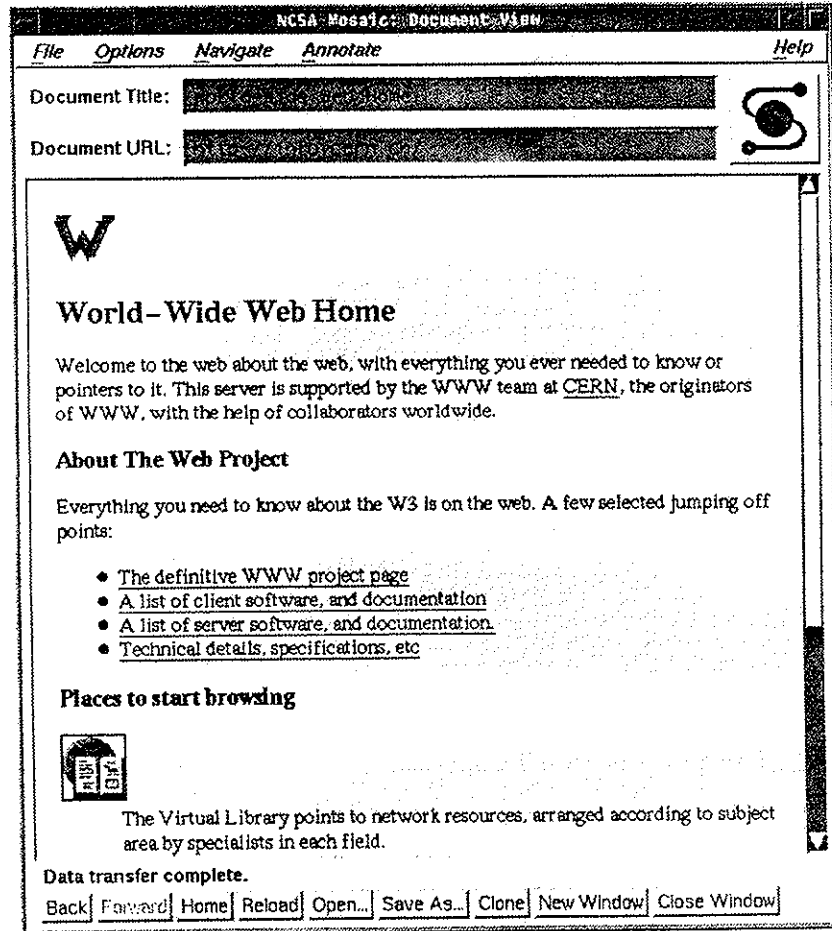 NCSA Mosaic: Document View
File Options Navigate Annotate Help
Document Title:
Document URL:
W
World-Wide Web Home
Welcome to the web about the web, with everything you ever needed to know or
pointers to it. This server is supported by the WWW team at CERN, the originators
of WWW, with the help of collaborators worldwide.
About The Web Project
Everything you need to know about the W3 is on the web. A few selected jumping off
points:
The definitive WWW project page
A list of client software, and documentation
A list of server software, and documentation.
Technical details, specifications, etc
Places to start browsing
The Virtual Library points to network resources, arranged according to subject
area by specialists in each field.
Data transfer complete.
Back Forward Home Reload Open... Save As... Clone New Window Close Window